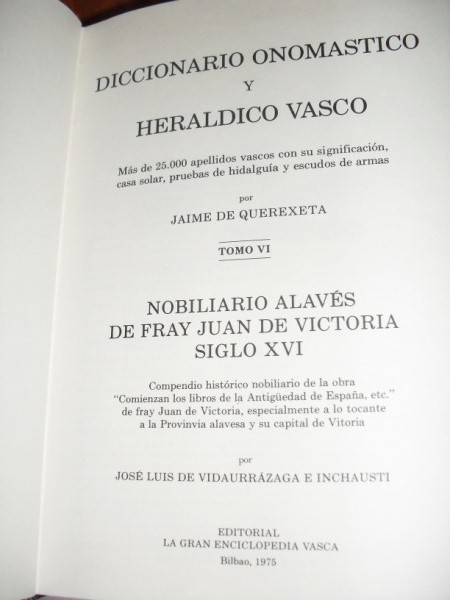 DICCIONARIO ONOMASTICO
Y
HERALDICO VASCO
Más de 25.000 apellidos vascos con su significación,
casa solar, pruebas de hidalguía y escudos de armas
por
JAIME DE QUEREXETA
TOMO VI
NOBILIARIO ALAVÉS
DE FRAY JUAN DE VICTORIA
SIGLO XVI
Compendio histórico nobiliario de la obra
"Comienzan los libros de la Antigüedad de España, etc."
de fray Juan de Victoria, especialmente a lo tocante
a la Provinvia alavesa y su capital de Vitoria
por
JOSÉ LUIS DE VIDAURRÁZAGA E INCHAUSTI
EDITORIAL
LA GRAN ENCICLOPEDIA VASCA
Bilbao, 1975